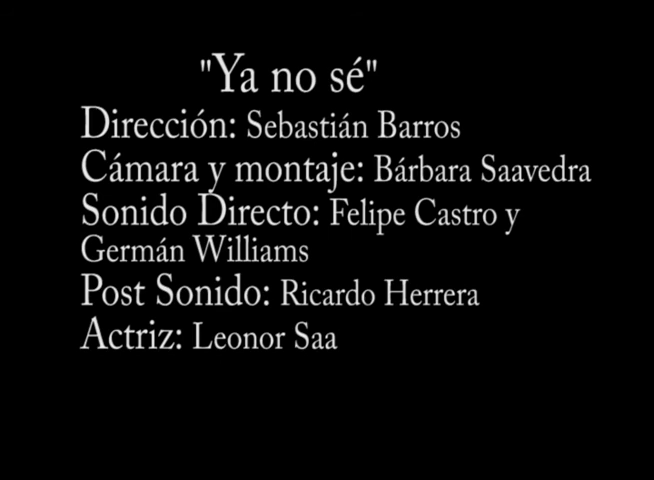 "Ya no sé"
Dirección: Sebastián Barros
Cámara y montaje: Bárbara Saavedra
Sonido Directo: Felipe Castro y
Germán Williams
Post Sonido: Ricardo Herrera
Actriz: Leonor Saa